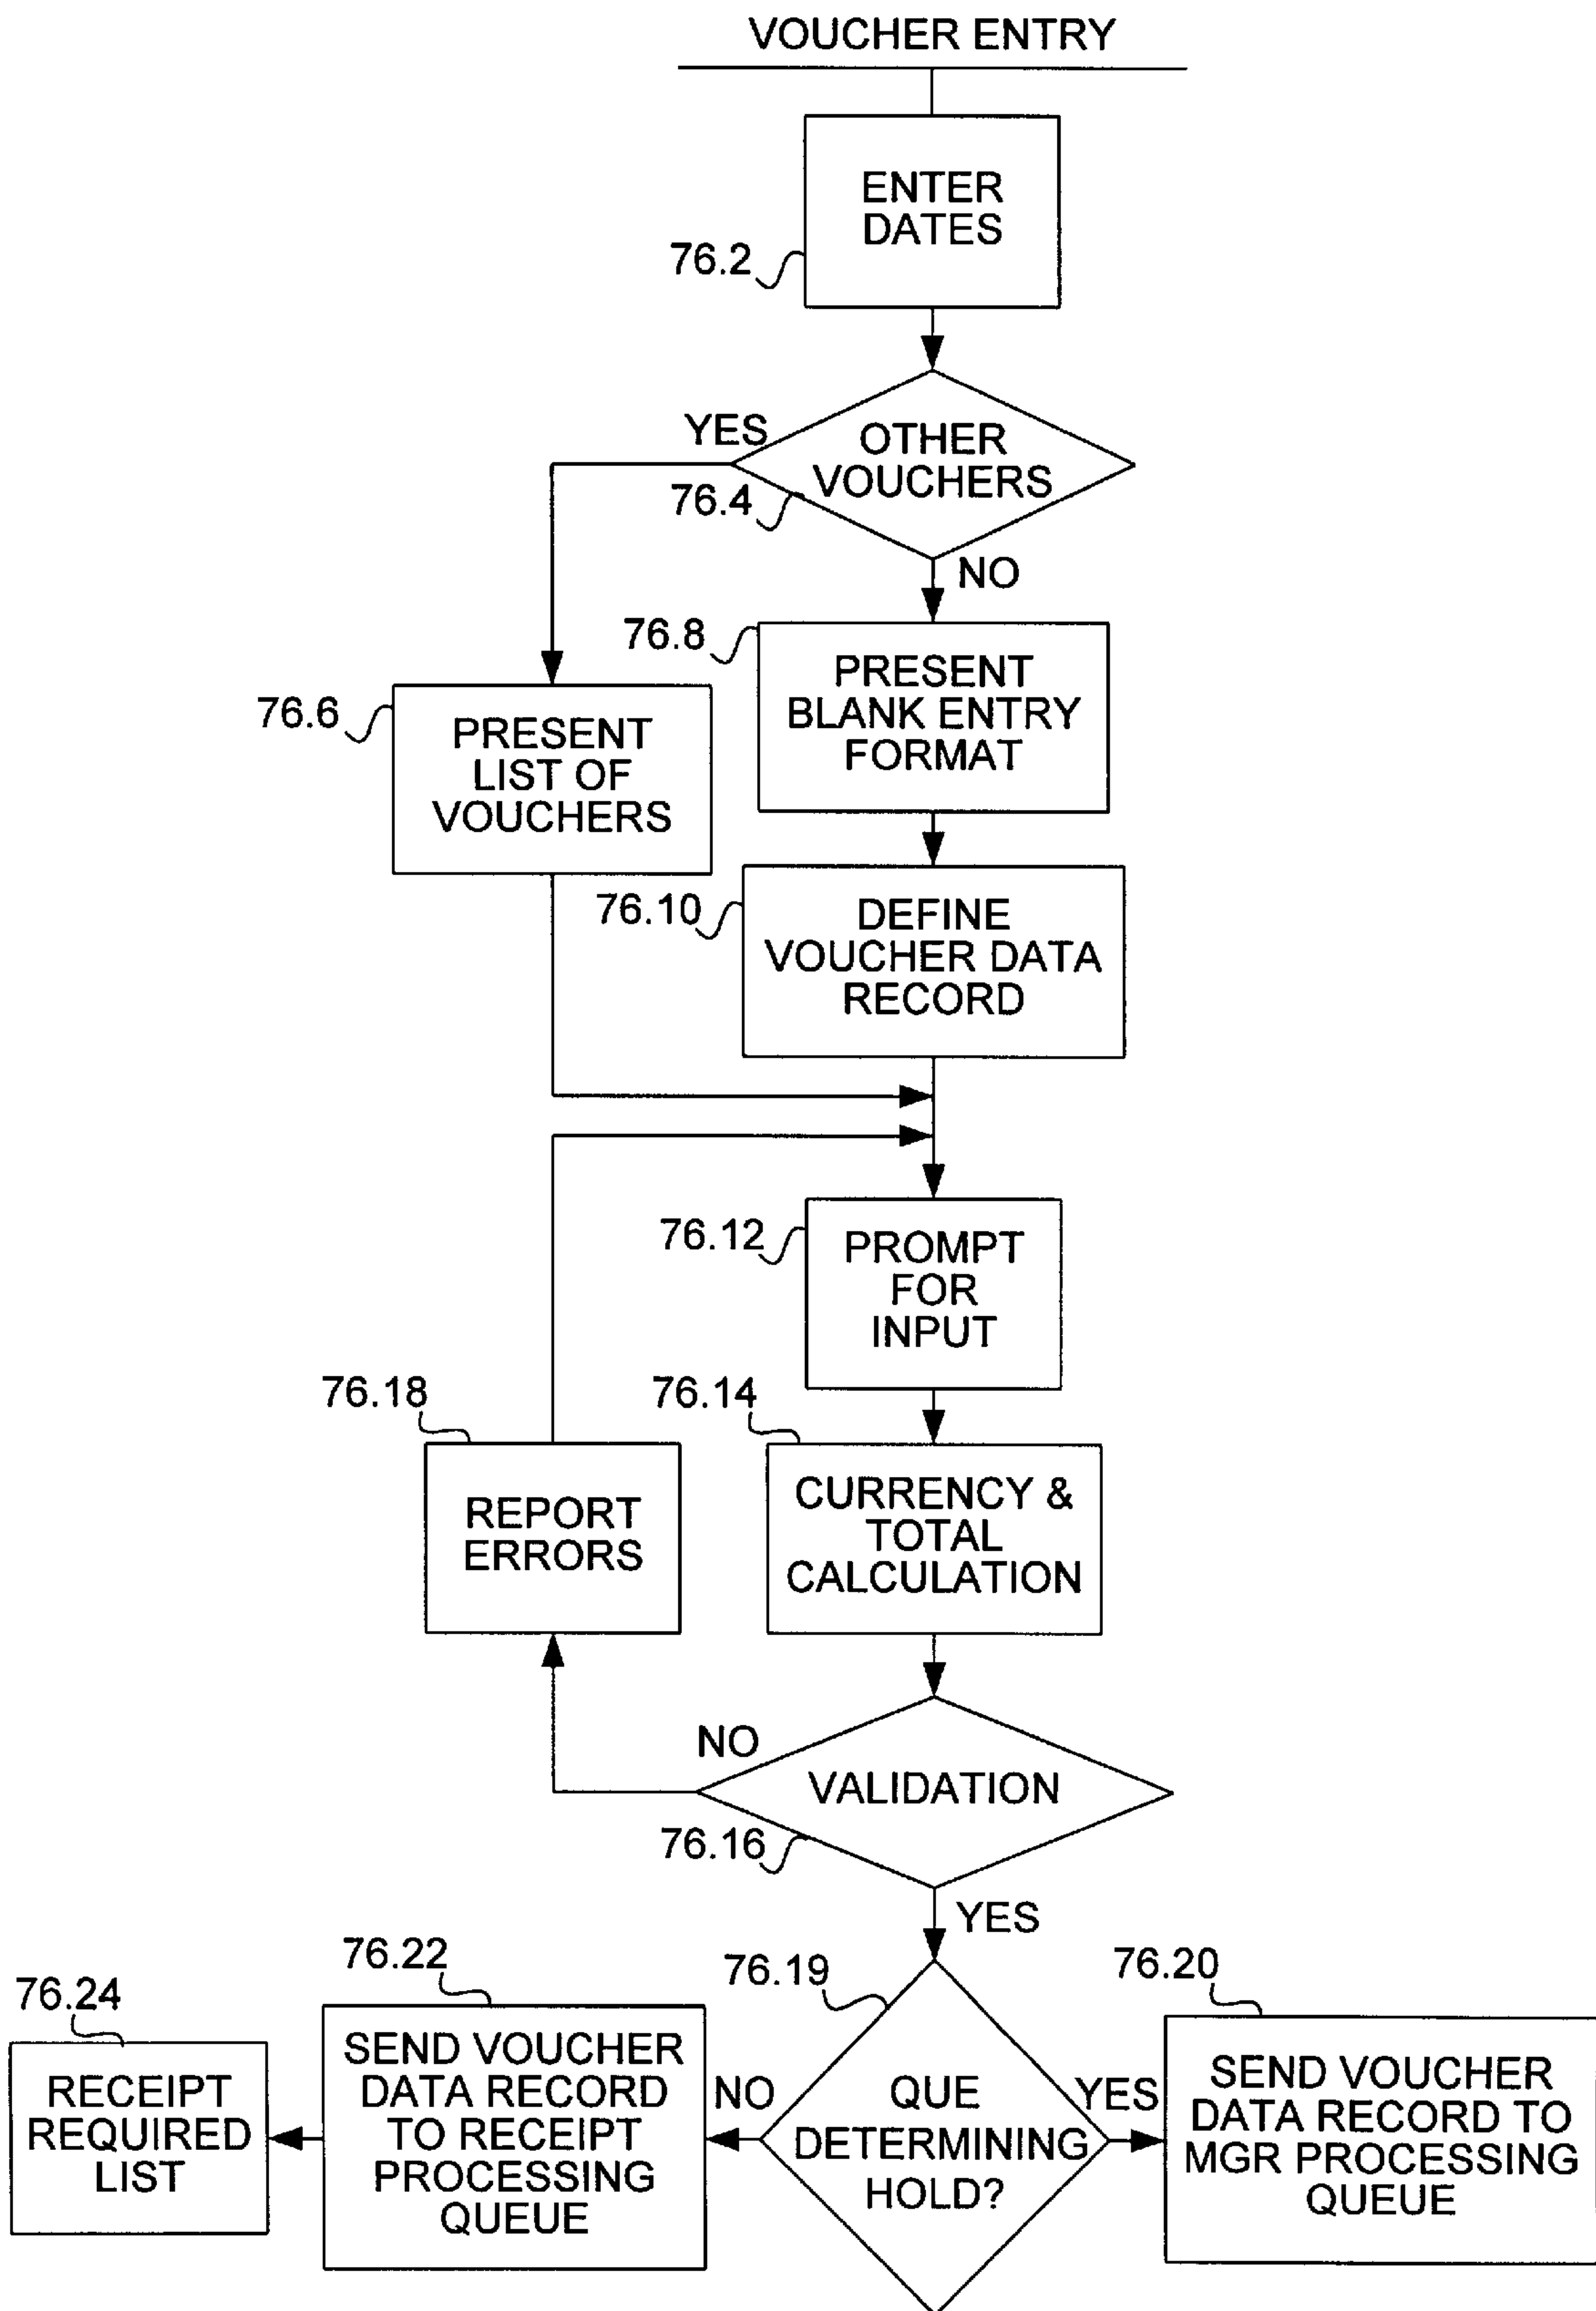 VOUCHER ENTRY
ENTER
DATES
76.2
YES
OTHER
VOUCHERS
76.4
NO
76.8
PRESENT
BLANK ENTRY
FORMAT
76.6
PRESENT
LIST OF
VOUCHERS
76.10
DEFINE
VOUCHER DATA
RECORD
76.12
PROMPT
FOR
INPUT
76.18
REPORT
ERRORS
76.14
CURRENCY &
TOTAL
CALCULATION
NO
VALIDATION
76.16
YES
76.24
RECEIPT
REQUIRED
LIST
76.22
SEND VOUCHER
DATA RECORD
TO RECEIPT
PROCESSING
QUEUE
NO
76.19
QUE
DETERMINING
HOLD?
YES
76.20
SEND VOUCHER
DATA RECORD TO
MGR PROCESSING
QUEUE